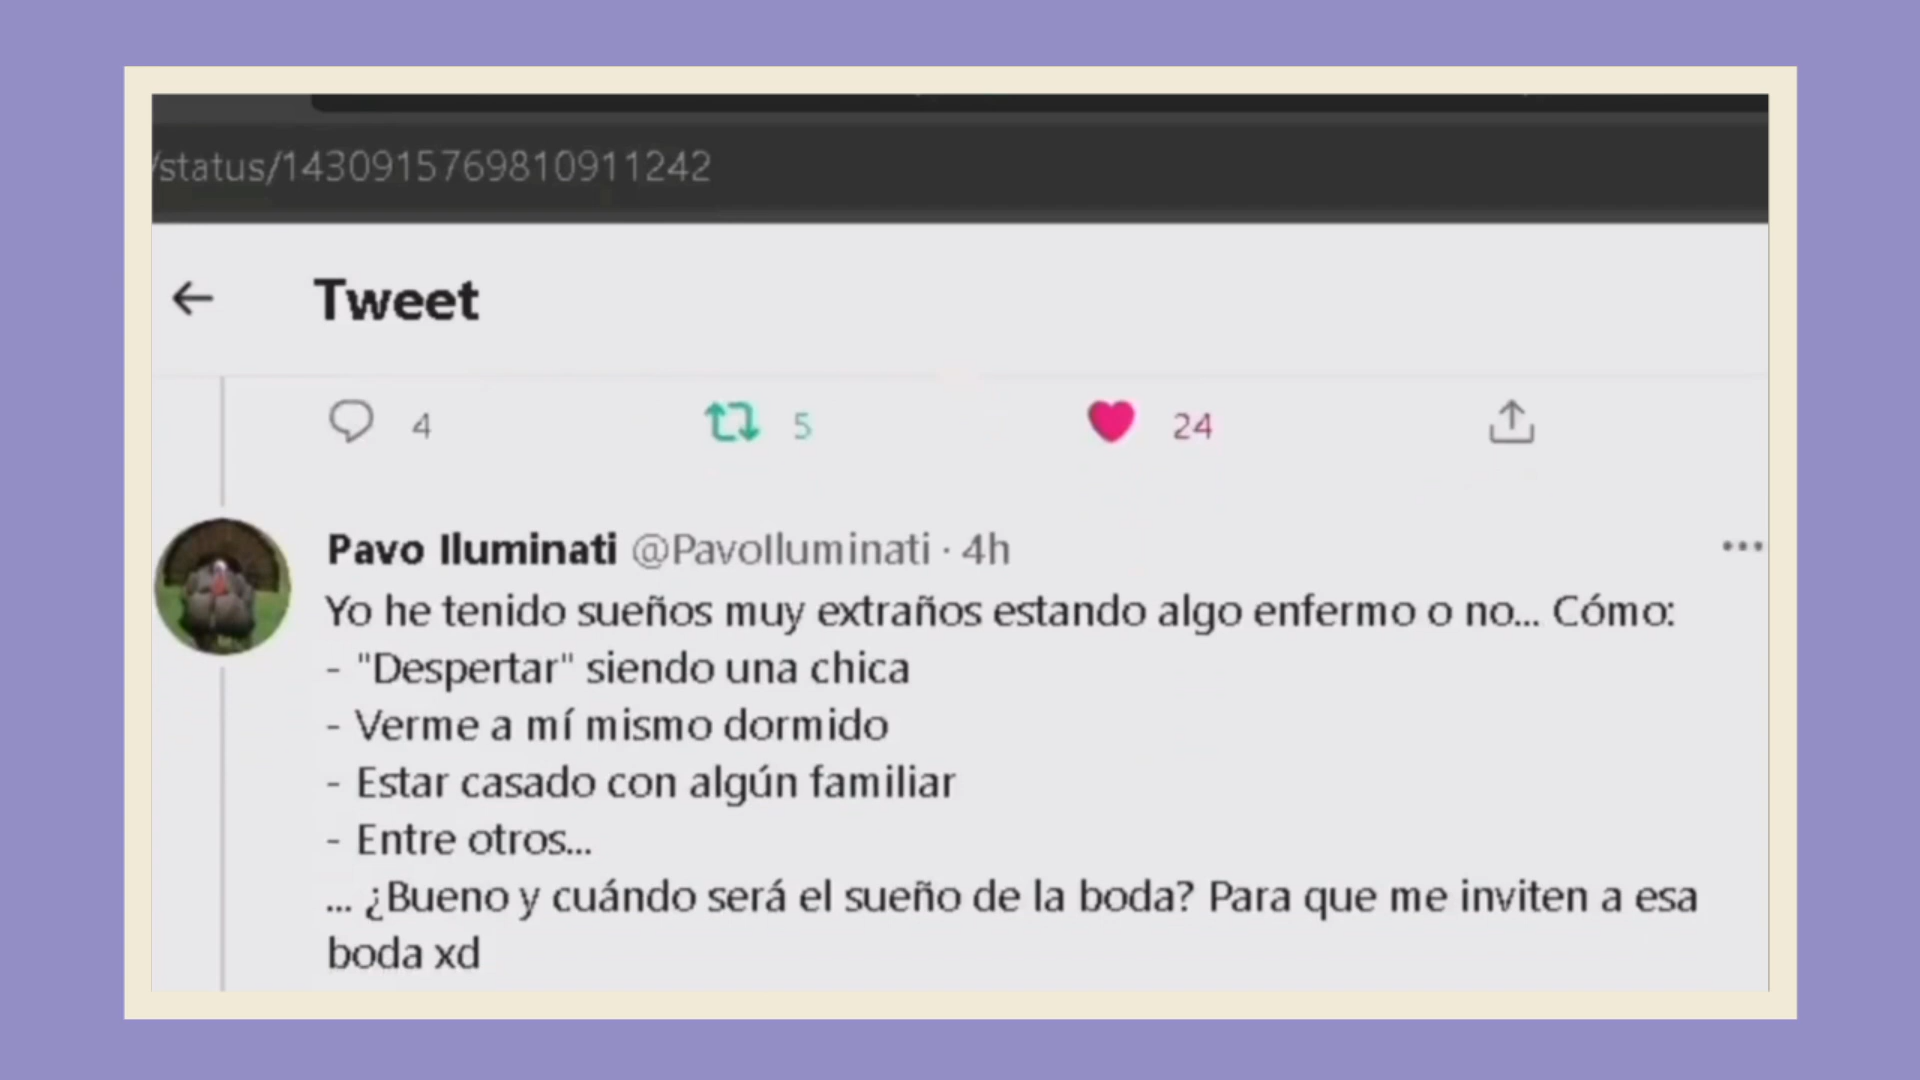 /status/1430915769810911242
Tweet
4 5 24
Pavo Iluminati @PavoIluminati · 4h
Yo he tenido sueños muy extraños estando algo enfermo o no... Cómo:
- "Despertar" siendo una chica
- Verme a mí mismo dormido
- Estar casado con algún familiar
- Entre otros...
... ¿Bueno y cuándo será el sueño de la boda? Para que me inviten a esa
boda xd